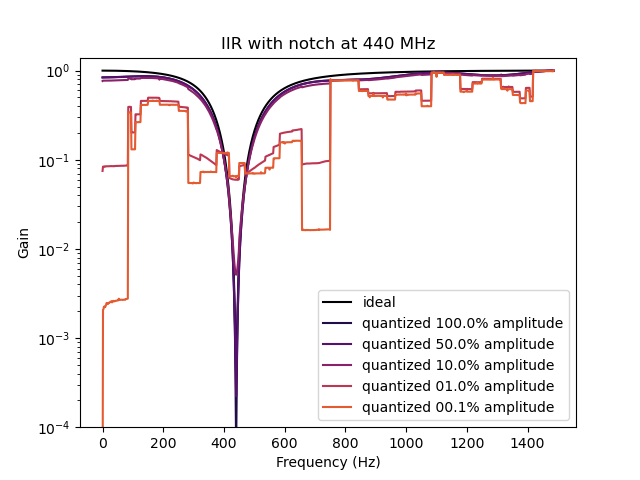 IIR with notch at 440 MHz
Gain
10⁰
10⁻¹
10⁻²
10⁻³
10⁻⁴
ideal
quantized 100.0% amplitude
quantized 50.0% amplitude
quantized 10.0% amplitude
quantized 01.0% amplitude
quantized 00.1% amplitude
0 200 400 600 800 1000 1200 1400
Frequency (Hz)